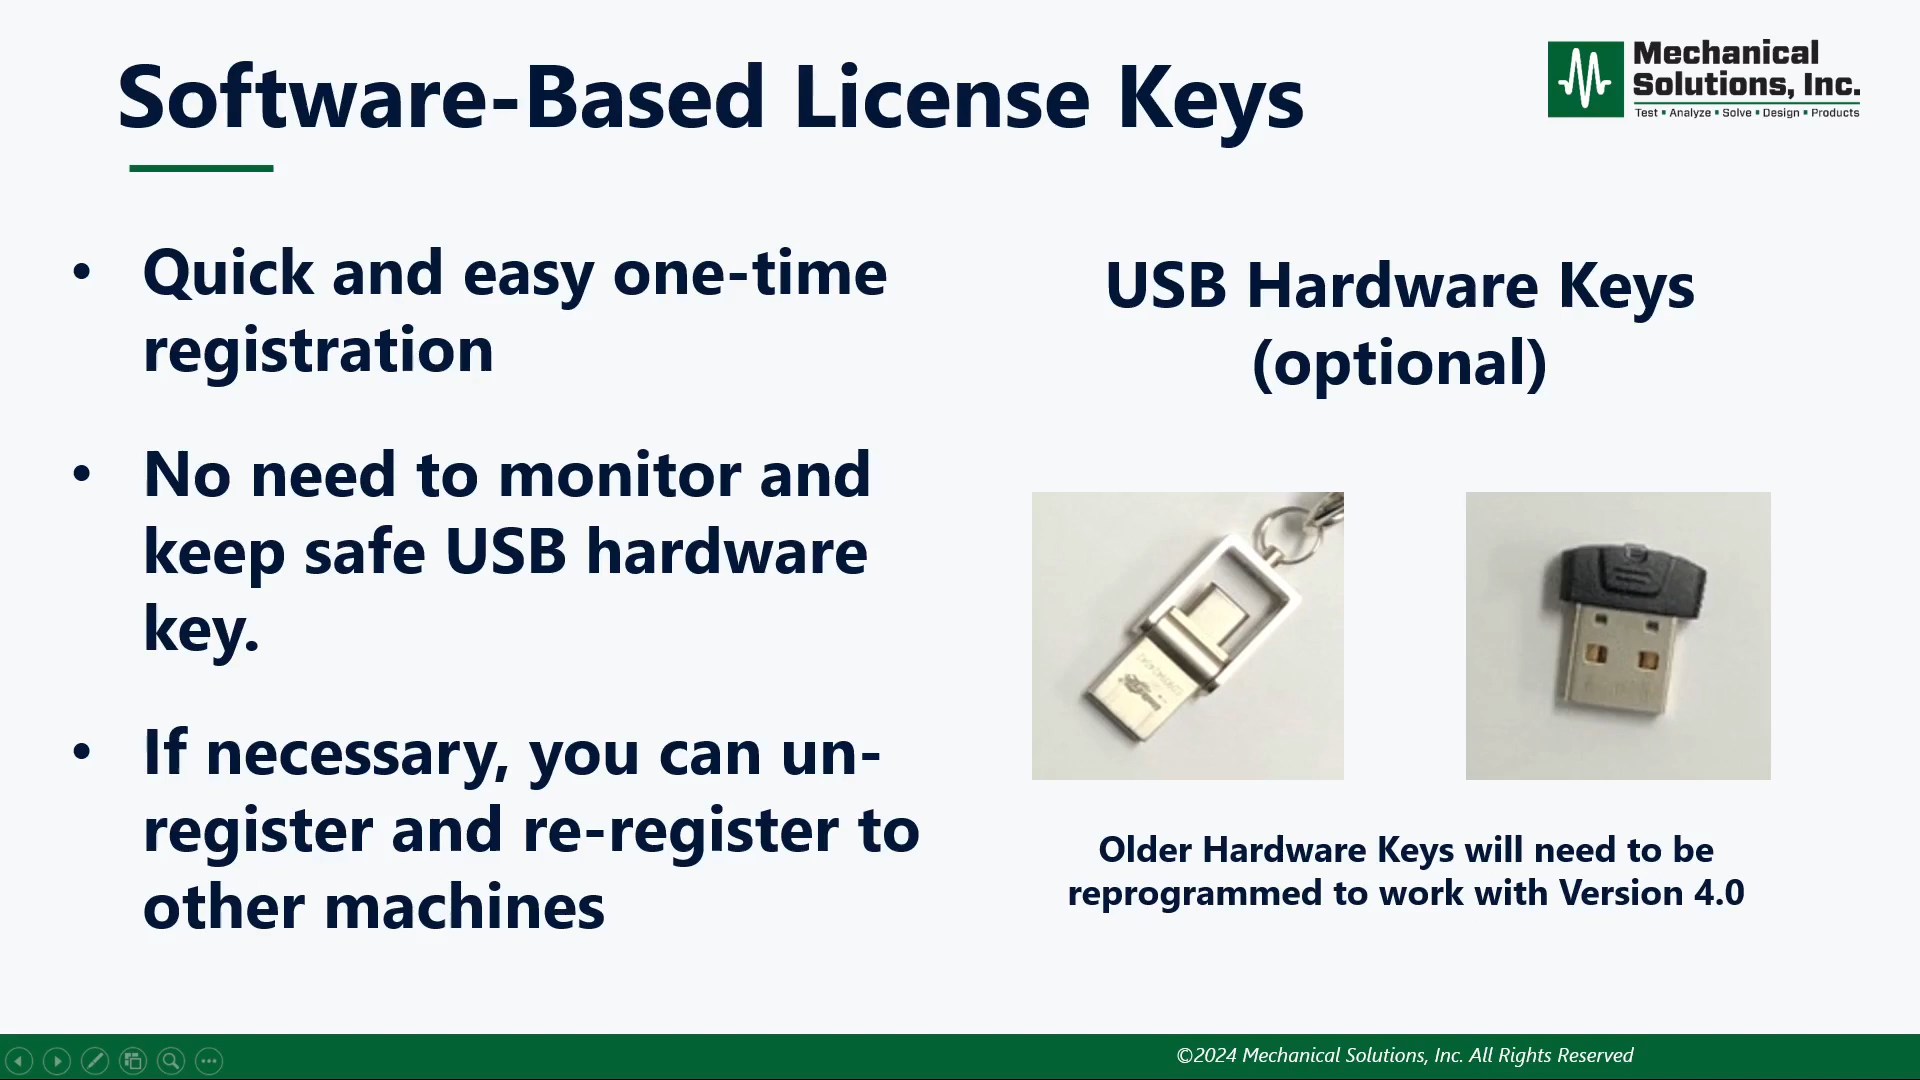 Software-Based License Keys
Mechanical
Solutions, Inc.
Test ▪ Analyze ▪ Solve ▪ Design ▪ Products
• Quick and easy one-time
registration
• No need to monitor and
keep safe USB hardware
key.
• If necessary, you can un-
register and re-register to
other machines
USB Hardware Keys
(optional)
Older Hardware Keys will need to be
reprogrammed to work with Version 4.0
©2024 Mechanical Solutions, Inc. All Rights Reserved